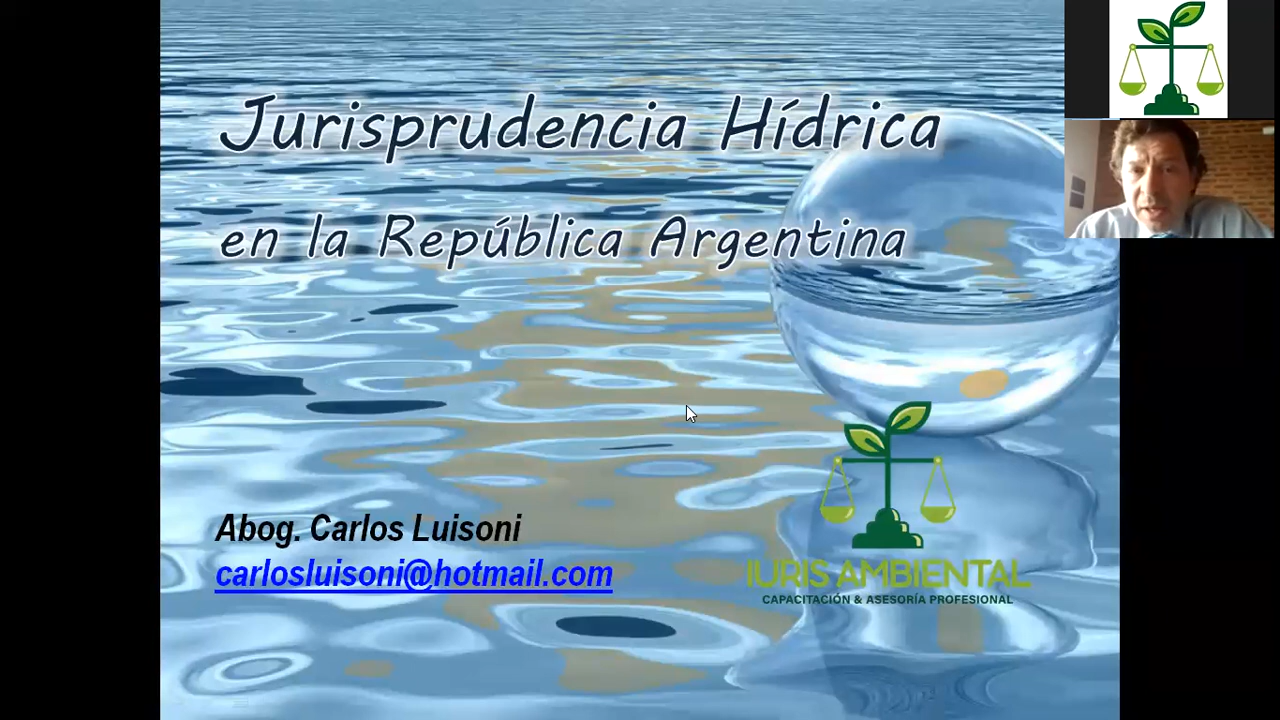 Jurisprudencia Hídrica
en la República Argentina
Abog. Carlos Luisoni
carlosluisoni@hotmail.com
IURIS AMBIENTAL
CAPACITACIÓN & ASESORÍA PROFESIONAL